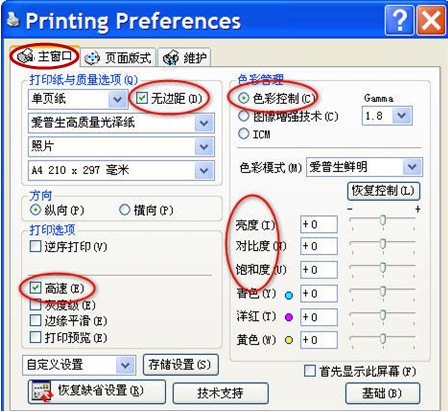 Printing Preferences
主窗口 页面版式 维护
打印纸与质量选项(Q)
单页纸 无边距(D)
爱普生高质量光泽纸
照片
A4 210 x 297 毫米
方向
纵向(P) 横向(P)
打印选项
逆序打印(V)
高速(E)
灰度级(E)
边缘平滑(E)
打印预览(E)
自定义设置 存储设置(S)
恢复缺省设置(R) 技术支持
色彩管理
色彩控制(C) Gamma
图像增强技术(C) 1.8
ICM
色彩模式(M) 爱普生鲜明
恢复控制(L)
- +
亮度(I) +0
对比度 +0
饱和度(U) +0
青色(Y) +0
洋红(T) +0
黄色(W) +0
首先显示此屏幕(F)
基础(B)